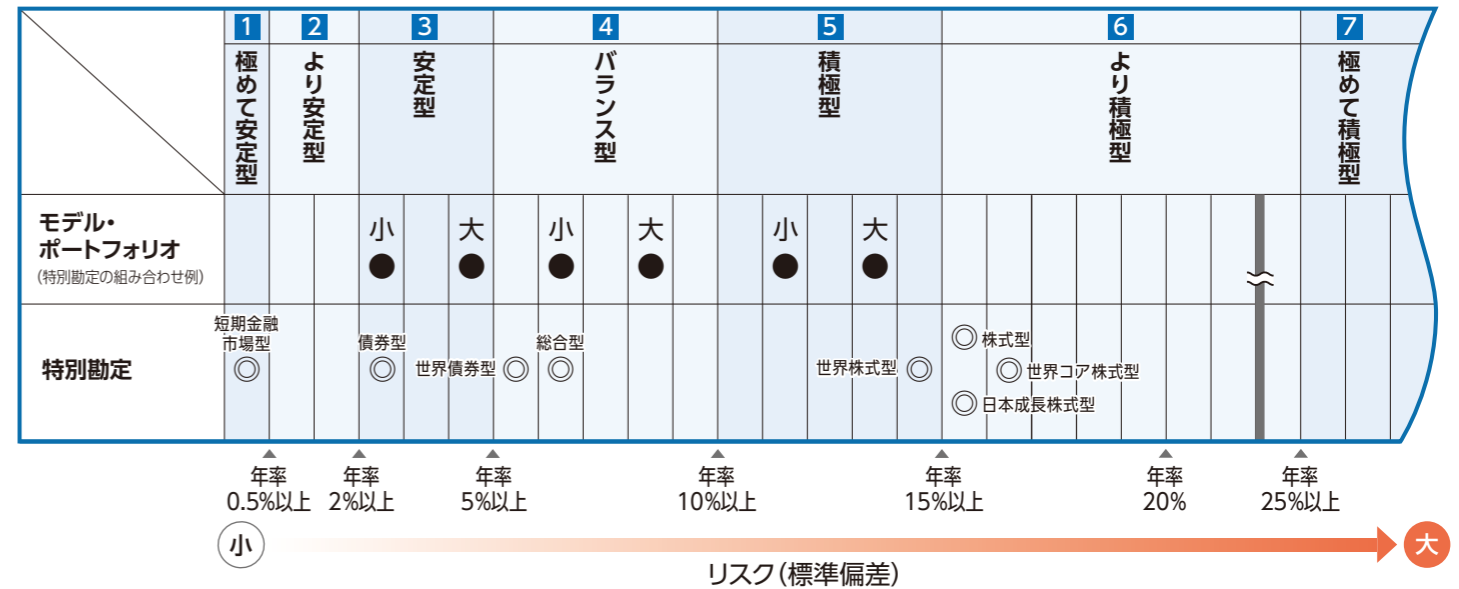 1 2 3 4 5 6 7
極めて安定型
より安定型
安定型
バランス型
積極型
より積極型
極めて積極型
モデル・
ポートフォリオ
(特別勘定の組み合わせ例)
小 大 小 大 小 大
特別勘定
短期金融
市場型
債券型
世界債券型
総合型
世界株式型
株式型
世界コア株式型
日本成長株式型
年率
0.5%以上
年率
2%以上
年率
5%以上
年率
10%以上
年率
15%以上
年率
20%
年率
25%以上
小
大
リスク(標準偏差)